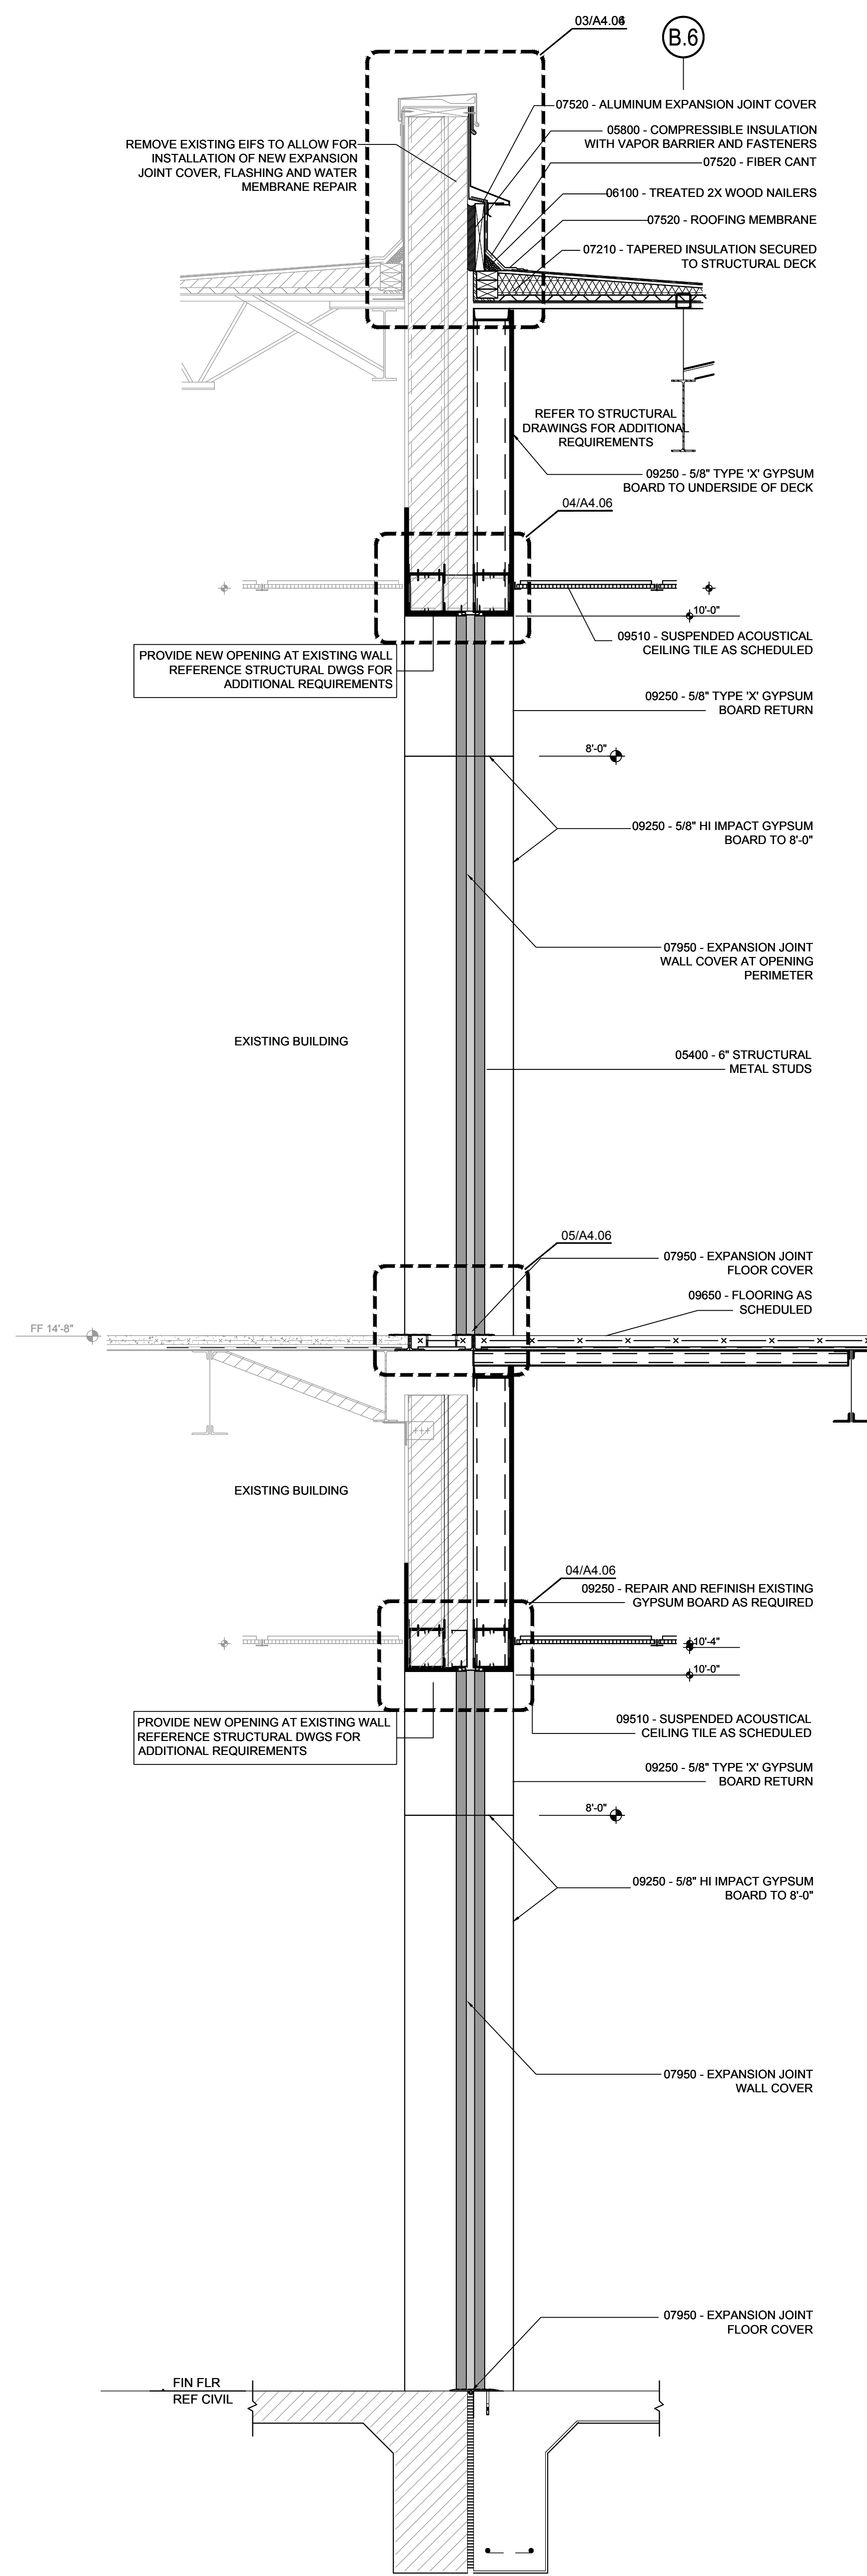 03/A4.0
B.6
07520 - ALUMINUM EXPANSION JOINT COVER
REMOVE EXISTING EIFS TO ALLOW FOR
INSTALLATION OF NEW EXPANSION
JOINT COVER, FLASHING AND WATER
MEMBRANE REPAIR
05800 - COMPRESSIBLE INSULATION
WITH VAPOR BARRIER AND FASTENERS
07520 - FIBER CANT
06100 - TREATED 2X WOOD NAILERS
07520 - ROOFING MEMBRANE
07210 - TAPERED INSULATION SECURED
TO STRUCTURAL DECK
REFER TO STRUCTURAL
DRAWINGS FOR ADDITIONAL
REQUIREMENTS
09250 - 5/8" TYPE 'X' GYPSUM
BOARD TO UNDERSIDE OF DECK
04/A4.06
10'-0"
09510 - SUSPENDED ACOUSTICAL
CEILING TILE AS SCHEDULED
PROVIDE NEW OPENING AT EXISTING WALL
REFERENCE STRUCTURAL DWGS FOR
ADDITIONAL REQUIREMENTS
09250 - 5/8" TYPE 'X' GYPSUM
BOARD RETURN
8'-0"
09250 - 5/8" HI IMPACT GYPSUM
BOARD TO 8'-0"
07950 - EXPANSION JOINT
WALL COVER AT OPENING
PERIMETER
EXISTING BUILDING
05400 - 6" STRUCTURAL
METAL STUDS
05/A4.06
07950 - EXPANSION JOINT
FLOOR COVER
09650 - FLOORING AS
SCHEDULED
FF 14'-8"
EXISTING BUILDING
04/A4.06
09250 - REPAIR AND REFINISH EXISTING
GYPSUM BOARD AS REQUIRED
10'-4"
10'-0"
09510 - SUSPENDED ACOUSTICAL
CEILING TILE AS SCHEDULED
PROVIDE NEW OPENING AT EXISTING WALL
REFERENCE STRUCTURAL DWGS FOR
ADDITIONAL REQUIREMENTS
09250 - 5/8" TYPE 'X' GYPSUM
BOARD RETURN
8'-0"
09250 - 5/8" HI IMPACT GYPSUM
BOARD TO 8'-0"
07950 - EXPANSION JOINT
WALL COVER
07950 - EXPANSION JOINT
FLOOR COVER
FIN FLR
REF CIVIL